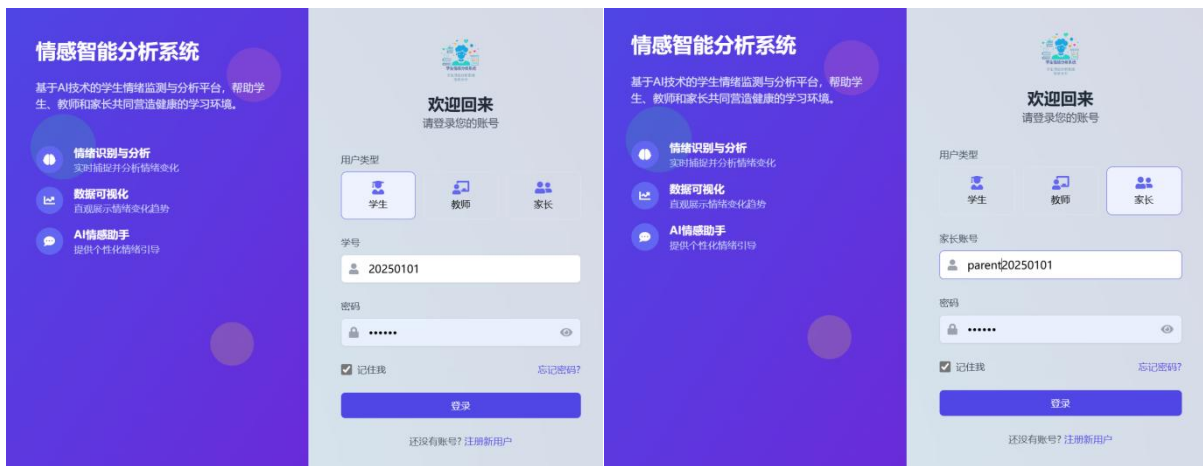 情感智能分析系统
基于AI技术的学生情绪监测与分析平台，帮助学
生、教师和家长共同营造健康的学习环境。
情绪识别与分析
实时捕捉并分析情绪变化
数据可视化
直观展示情绪变化趋势
AI情感助手
提供个性化情绪引导
欢迎回来
请登录您的账号
用户类型
学生
教师
家长
学号
20250101
密码
••••••
记住我
忘记密码?
登录
还没有账号? 注册新用户
情感智能分析系统
基于AI技术的学生情绪监测与分析平台，帮助学
生、教师和家长共同营造健康的学习环境。
情绪识别与分析
实时捕捉并分析情绪变化
数据可视化
直观展示情绪变化趋势
AI情感助手
提供个性化情绪引导
欢迎回来
请登录您的账号
用户类型
学生
教师
家长
家长账号
parent20250101
密码
••••••
记住我
忘记密码?
登录
还没有账号? 注册新用户